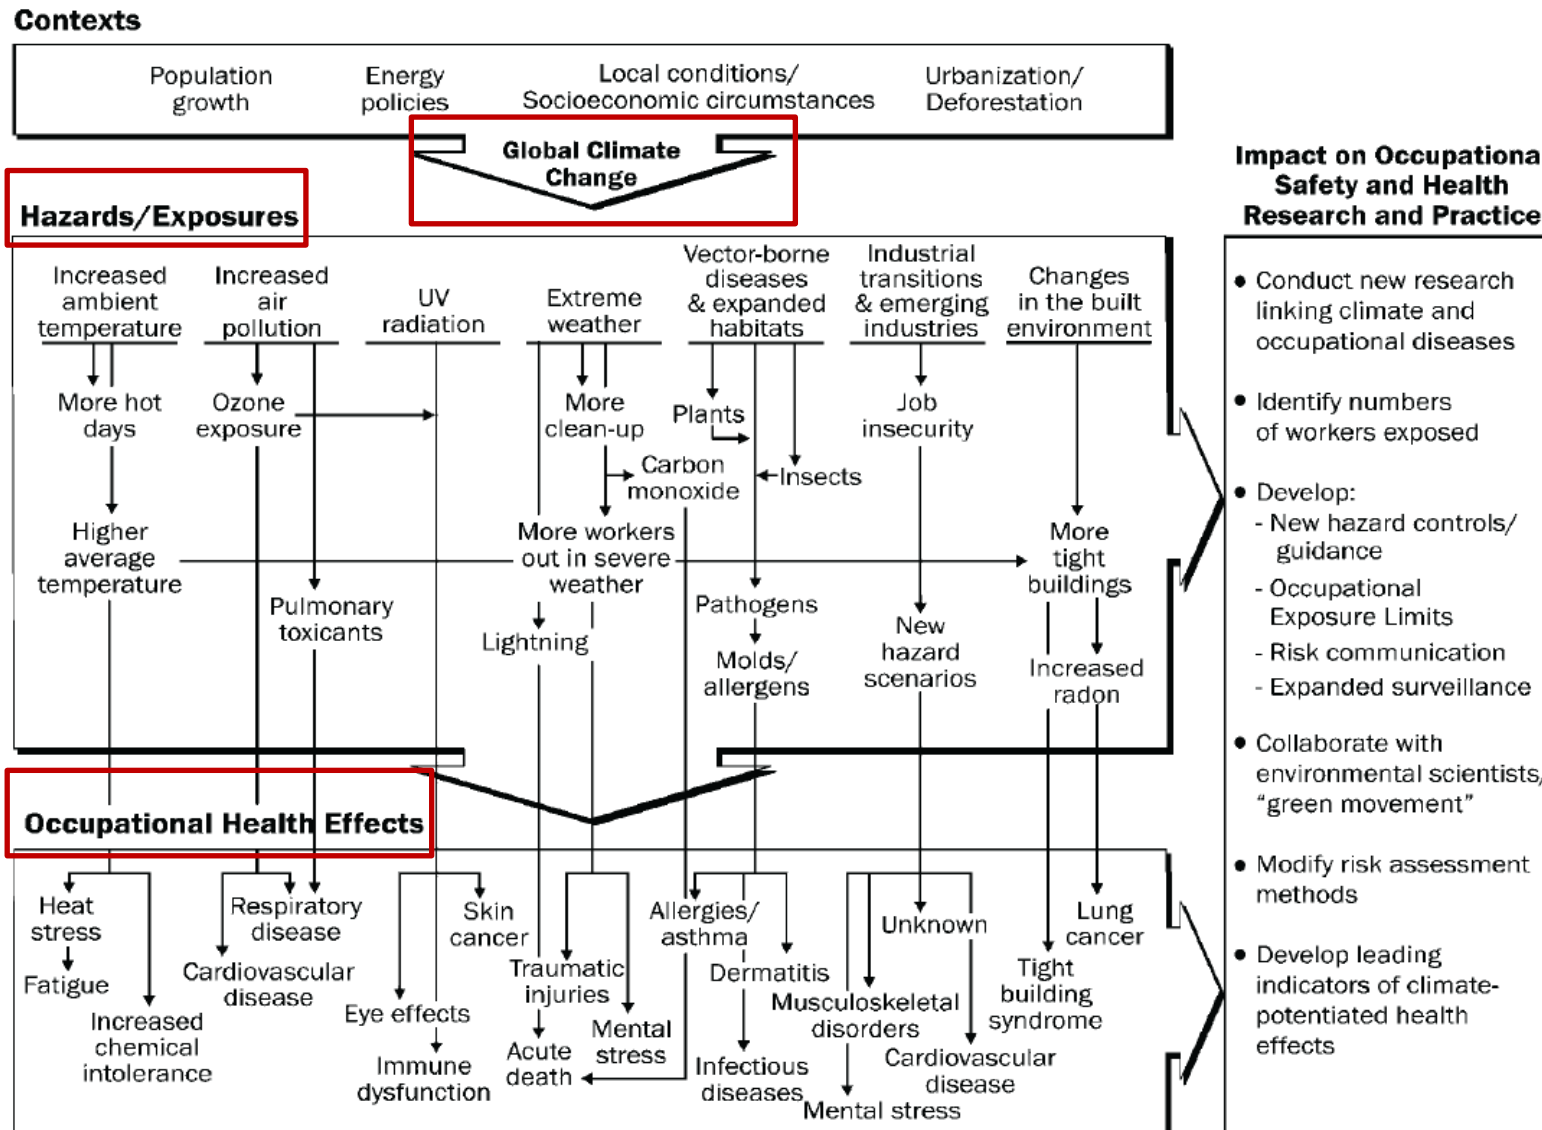 Contexts
Population
growth
Energy
policies
Local conditions/
Socioeconomic circumstances
Urbanization/
Deforestation
Global Climate
Change
Hazards/Exposures
Increased
ambient
temperature
Increased
air
pollution
UV
radiation
Extreme
weather
Vector-borne
diseases
& expanded
habitats
Industrial
transitions
& emerging
industries
Changes
in the built
environment
More hot
days
Ozone
exposure
More
clean-up
Plants
Job
insecurity
Carbon
monoxide
Insects
Higher
average
temperature
More workers
out in severe
weather
More
tight
buildings
Pulmonary
toxicants
Lightning
Pathogens
Molds/
allergens
New
hazard
scenarios
Increased
radon
Occupational Health Effects
Heat
stress
Fatigue
Increased
chemical
intolerance
Respiratory
disease
Cardiovascular
disease
Skin
cancer
Eye effects
Immune
dysfunction
Traumatic
injuries
Mental
stress
Acute
death
Allergies/
asthma
Dermatitis
Infectious
diseases
Unknown
Musculoskeletal
disorders
Cardiovascular
disease
Mental stress
Lung
cancer
Tight
building
syndrome
Impact on Occupationa
Safety and Health
Research and Practice
• Conduct new research
linking climate and
occupational diseases
• Identify numbers
of workers exposed
• Develop:
- New hazard controls/
guidance
- Occupational
Exposure Limits
- Risk communication
- Expanded surveillance
• Collaborate with
environmental scientists/
“green movement”
• Modify risk assessment
methods
• Develop leading
indicators of climate-
potentiated health
effects